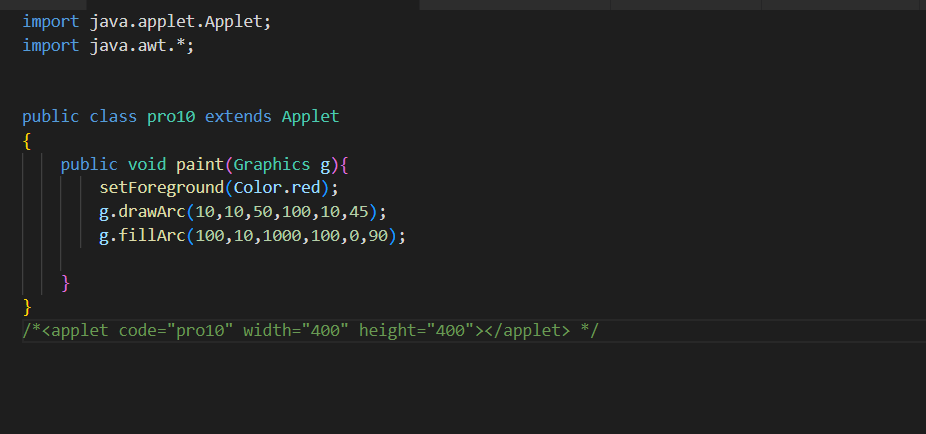 import java.applet.Applet;
import java.awt.*;
public class pro10 extends Applet
{
public void paint(Graphics g){
setForeground(Color.red);
g.drawArc(10,10,50,100,10,45);
g.fillArc(100,10,1000,100,0,90);
}
}
/*<applet code="pro10" width="400" height="400"></applet> */